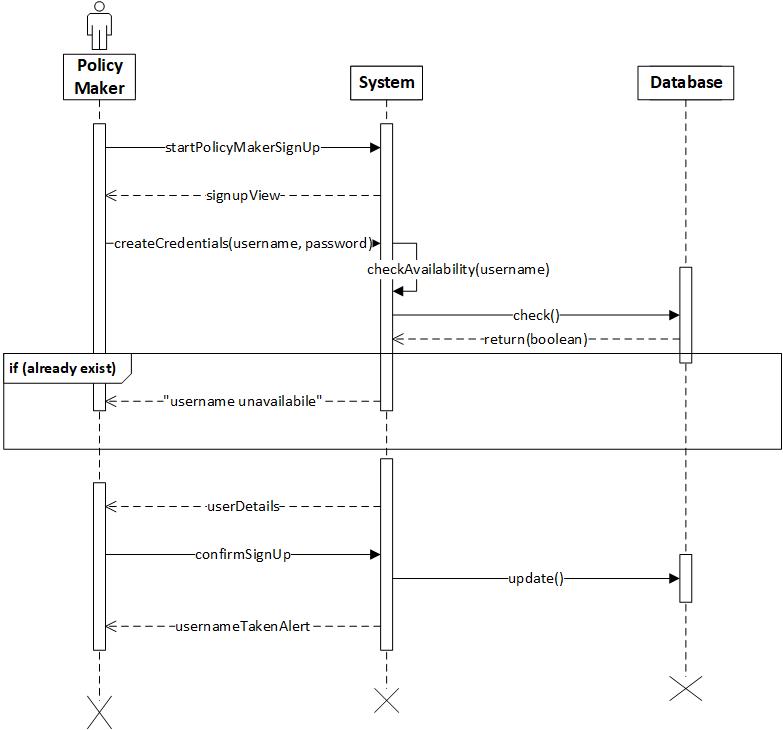 Policy
Maker
System
Database
startPolicyMakerSignUp
signupView
createCredentials(username, password)
checkAvailability(username)
check()
return(boolean)
if (already exist)
"username unavailabile"
userDetails
confirmSignUp
update()
usernameTakenAlert